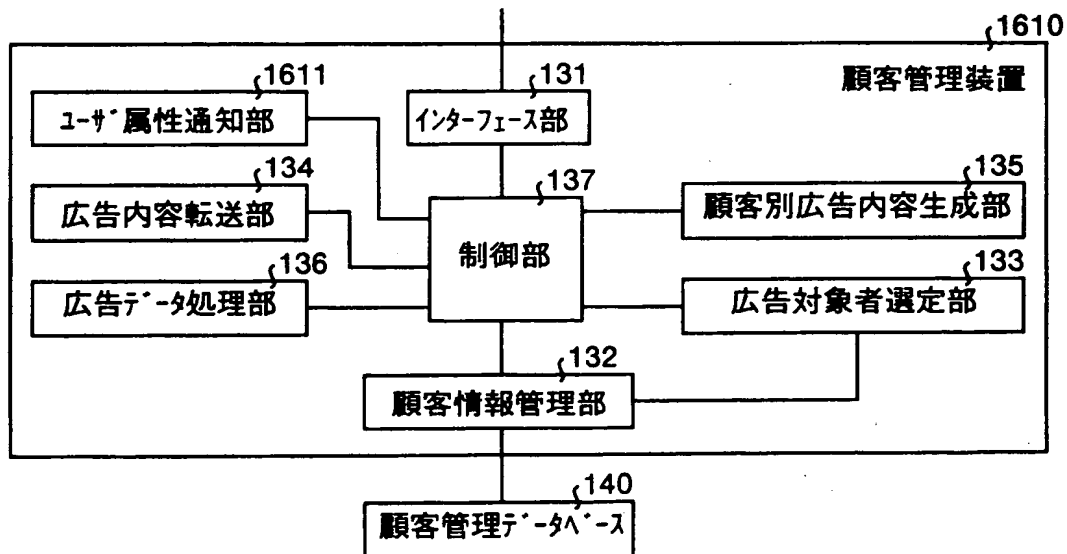 1610
顧客管理装置
1611
ユーザ属性通知部
131
インターフェース部
134
広告内容転送部
137
制御部
135
顧客別広告内容生成部
136
広告データ処理部
133
広告対象者選定部
132
顧客情報管理部
140
顧客管理データベース